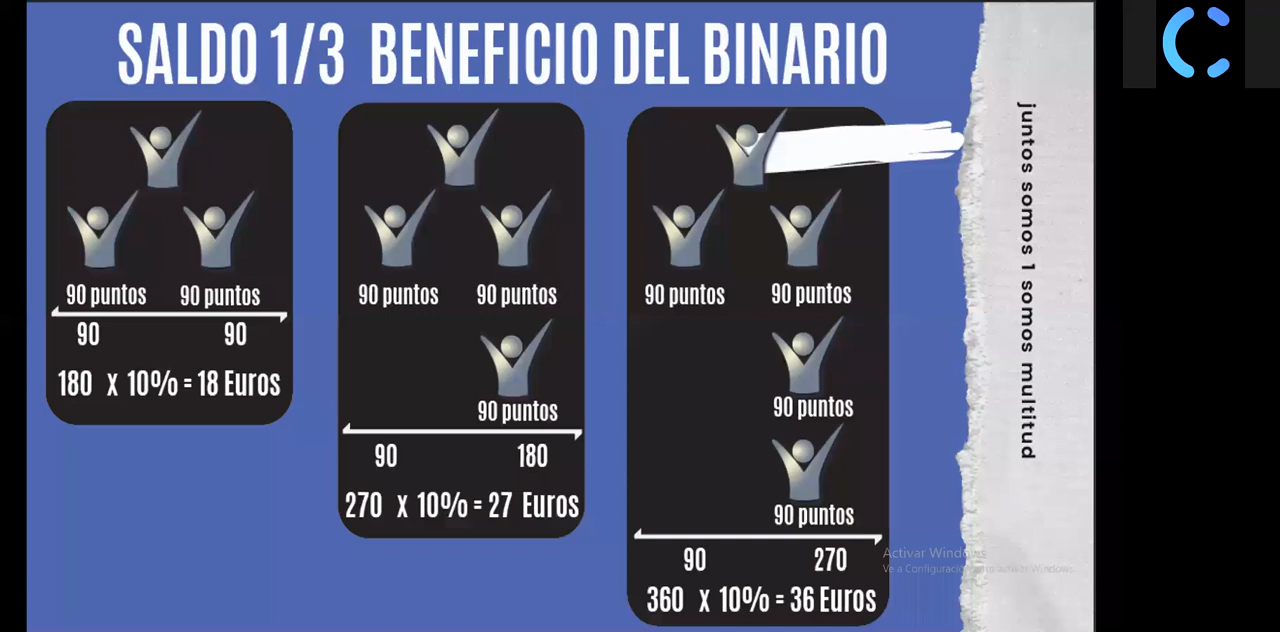 SALDO 1/3 BENEFICIO DEL BINARIO
90 puntos 90 puntos
90 90
180 x 10% = 18 Euros
90 puntos 90 puntos
90 puntos
90 180
270 x 10% = 27 Euros
90 puntos 90 puntos
90 puntos
90 puntos
90 270
360 x 10% = 36 Euros
juntos somos 1 somos multitud
Activar Windows